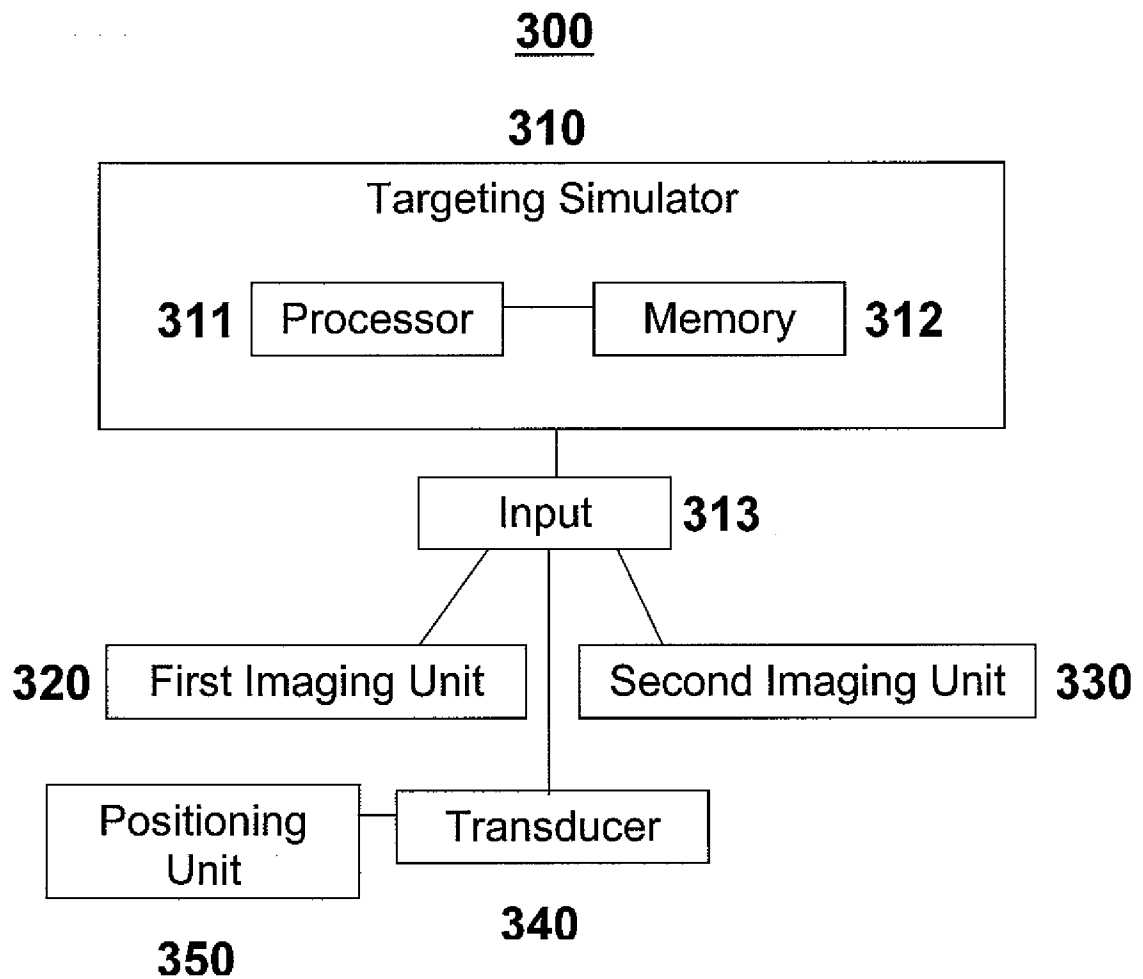 300
310
Targeting Simulator
311 Processor Memory 312
Input 313
320 First Imaging Unit Second Imaging Unit 330
Positioning
Unit
Transducer
340
350